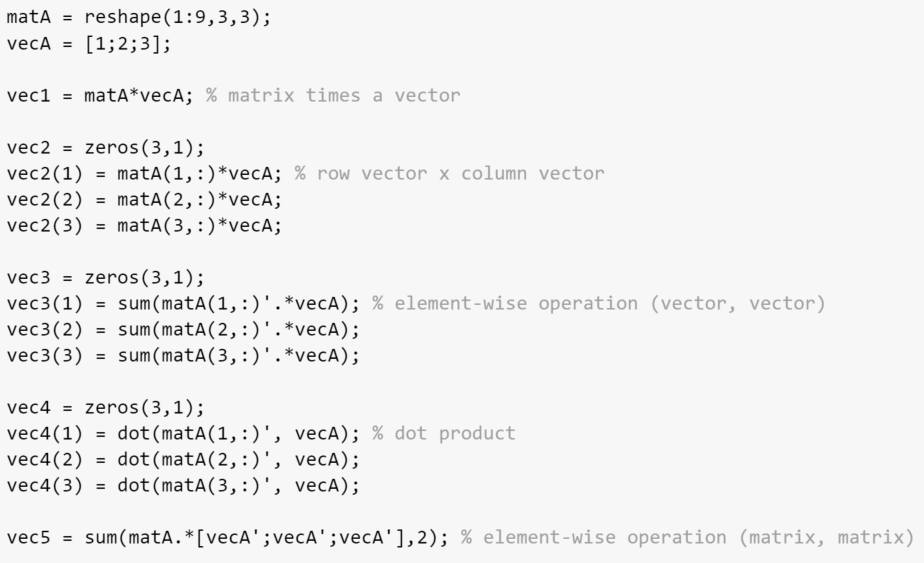 matA = reshape(1:9,3,3);
vecA = [1;2;3];
vec1 = matA*vecA; % matrix times a vector
vec2 = zeros(3,1);
vec2(1) = matA(1,:)*vecA; % row vector x column vector
vec2(2) = matA(2,:)*vecA;
vec2(3) = matA(3,:)*vecA;
vec3 = zeros(3,1);
vec3(1) = sum(matA(1,:)'.*vecA); % element-wise operation (vector, vector)
vec3(2) = sum(matA(2,:)'.*vecA);
vec3(3) = sum(matA(3,:)'.*vecA);
vec4 = zeros(3,1);
vec4(1) = dot(matA(1,:)', vecA); % dot product
vec4(2) = dot(matA(2,:)', vecA);
vec4(3) = dot(matA(3,:)', vecA);
vec5 = sum(matA.*[vecA';vecA';vecA'],2); % element-wise operation (matrix, matrix)